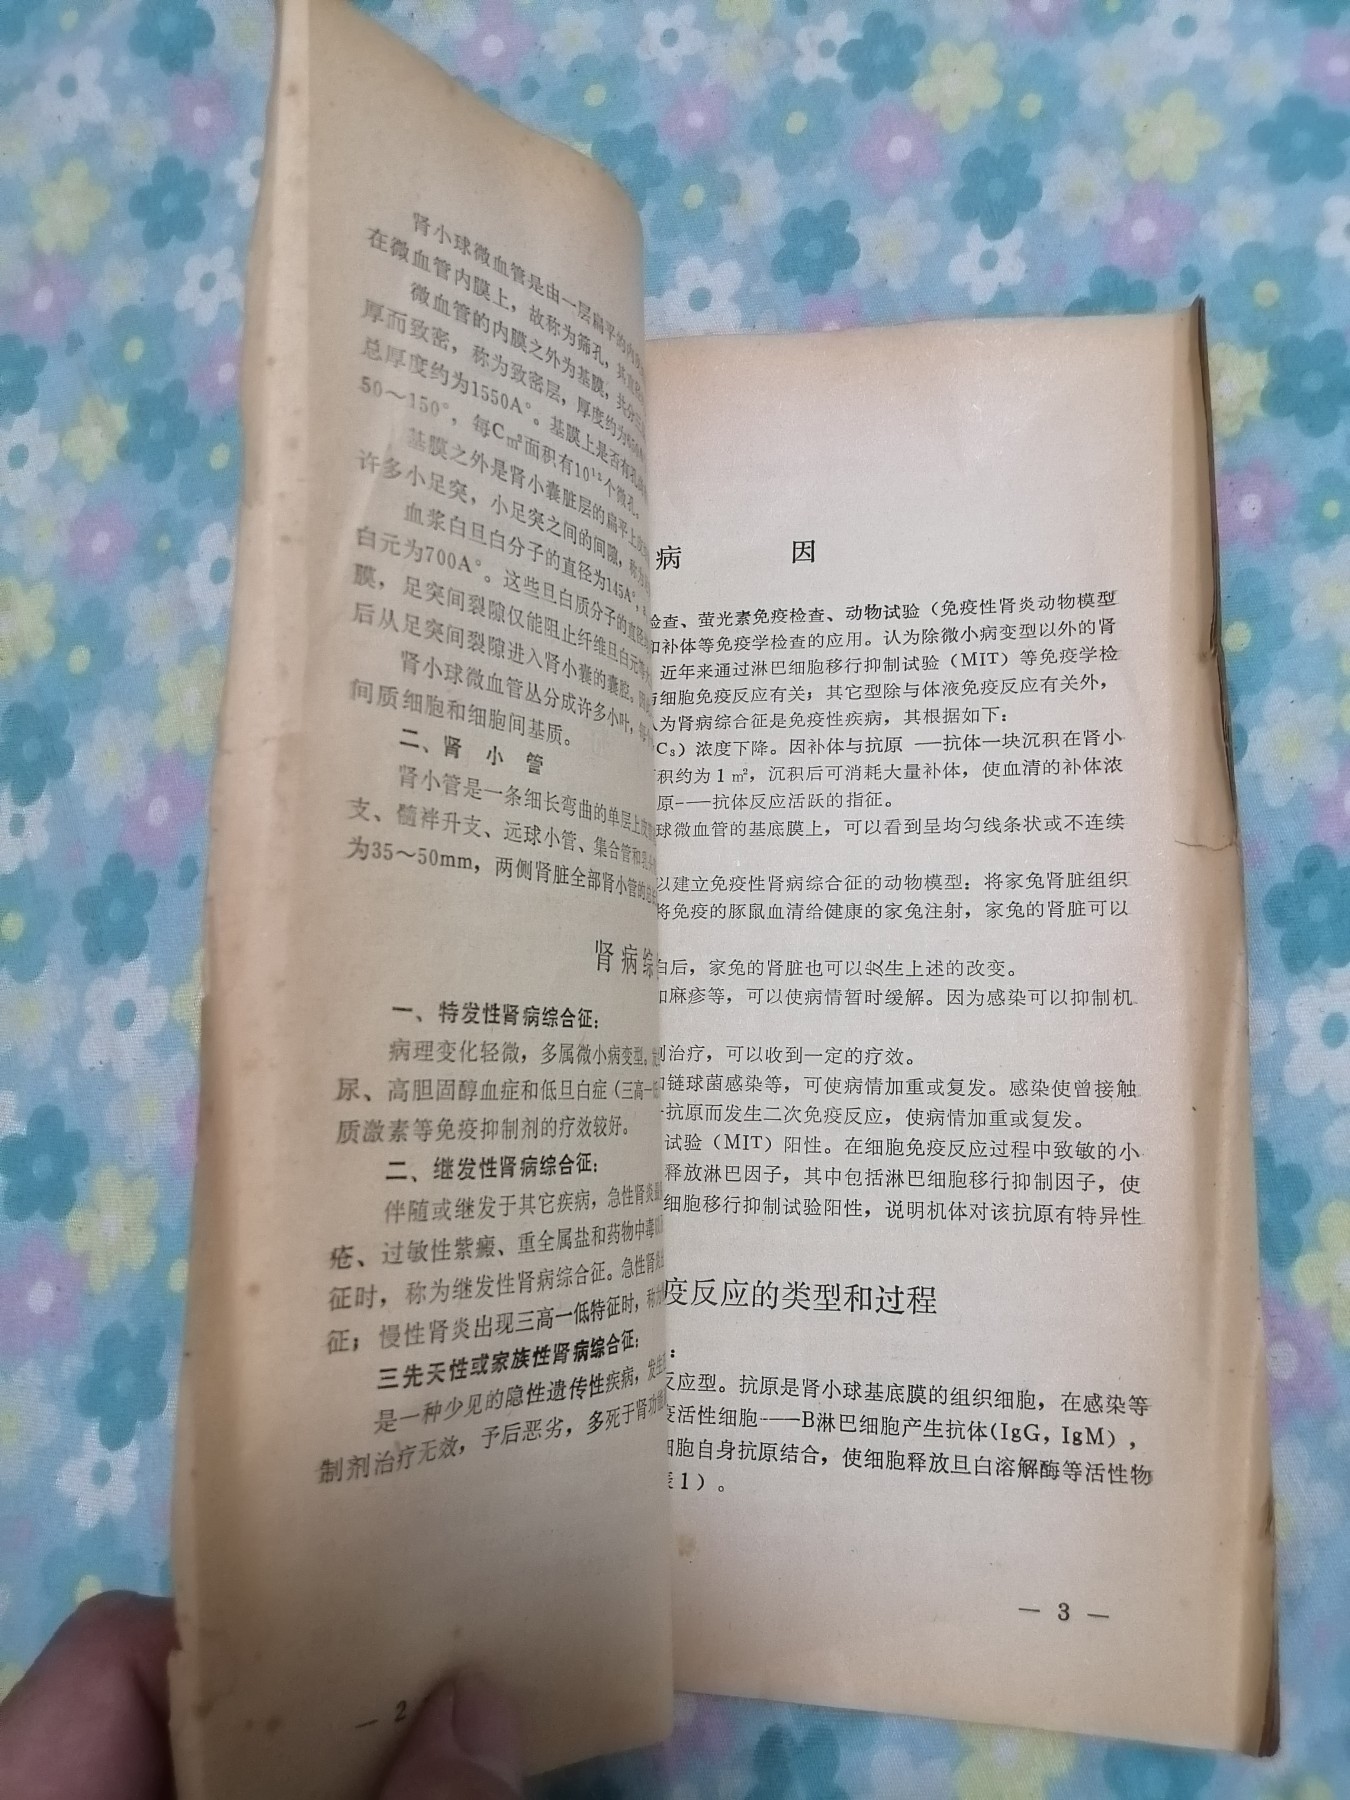 肾小球微血管是由一层扁平的内
在微血管内膜上，故称为筛孔，其直
微血管的内膜之外为基膜，共分三
厚而致密，称为致密层，厚度约为
总厚度约为1550A°。基膜上是否有孔
50～150°，每Cm²面积有10¹²个微孔。
基膜之外是肾小囊脏层的扁平上
许多小足突，小足突之间的间隙，称为
血浆白旦白分子的直径为145A°，
白元为700A°。这些旦白质分子的直径
膜，足突间裂隙仅能阻止纤维旦白元等
后从足突间裂隙进入肾小囊的囊腔。
肾小球微血管丛分成许多小叶，每
间质细胞和细胞间基质。
二、肾小管
肾小管是一条细长弯曲的单层上皮
支、髓袢升支、远球小管、集合管和
为35～50mm，两侧肾脏全部肾小管的
肾病综
一、特发性肾病综合征：
病理变化轻微，多属微小病变型。
尿、高胆固醇血症和低旦白症（三高一低
质激素等免疫抑制剂的疗效较好。
二、继发性肾病综合征：
伴随或继发于其它疾病，急性肾炎
疮、过敏性紫癜、重金属盐和药物中毒
征时，称为继发性肾病综合征。急性肾炎
征；慢性肾炎出现三高一低特征时，称
三先天性或家族性肾病综合征：
是一种少见的隐性遗传性疾病，发生
制剂治疗无效，予后恶劣，多死于肾功
— 2
病 因
检查、萤光素免疫检查、动物试验（免疫性肾炎动物模型
和补体等免疫学检查的应用。认为除微小病变型以外的肾
近年来通过淋巴细胞移行抑制试验（MIT）等免疫学检
与细胞免疫反应有关；其它型除与体液免疫反应有关外，
认为肾病综合征是免疫性疾病，其根据如下：
C₃）浓度下降。因补体与抗原——抗体一块沉积在肾小
积约为1㎡，沉积后可消耗大量补体，使血清的补体浓
原-——抗体反应活跃的指征。
球微血管的基底膜上，可以看到呈均匀线条状或不连续
以建立免疫性肾病综合征的动物模型：将家兔肾脏组织
将免疫的豚鼠血清给健康的家兔注射，家兔的肾脏可以
白后，家兔的肾脏也可以发生上述的改变。
如麻疹等，可以使病情暂时缓解。因为感染可以抑制机
治疗，可以收到一定的疗效。
如链球菌感染等，可使病情加重或复发。感染使曾接触
抗原而发生二次免疫反应，使病情加重或复发。
试验（MIT）阳性。在细胞免疫反应过程中致敏的小
释放淋巴因子，其中包括淋巴细胞移行抑制因子，使
细胞移行抑制试验阳性，说明机体对该抗原有特异性
疫反应的类型和过程
：
反应型。抗原是肾小球基底膜的组织细胞，在感染等
疫活性细胞-——B淋巴细胞产生抗体(IgG，IgM)，
细胞自身抗原结合，使细胞释放旦白溶解酶等活性物
表1）。
— 3 —